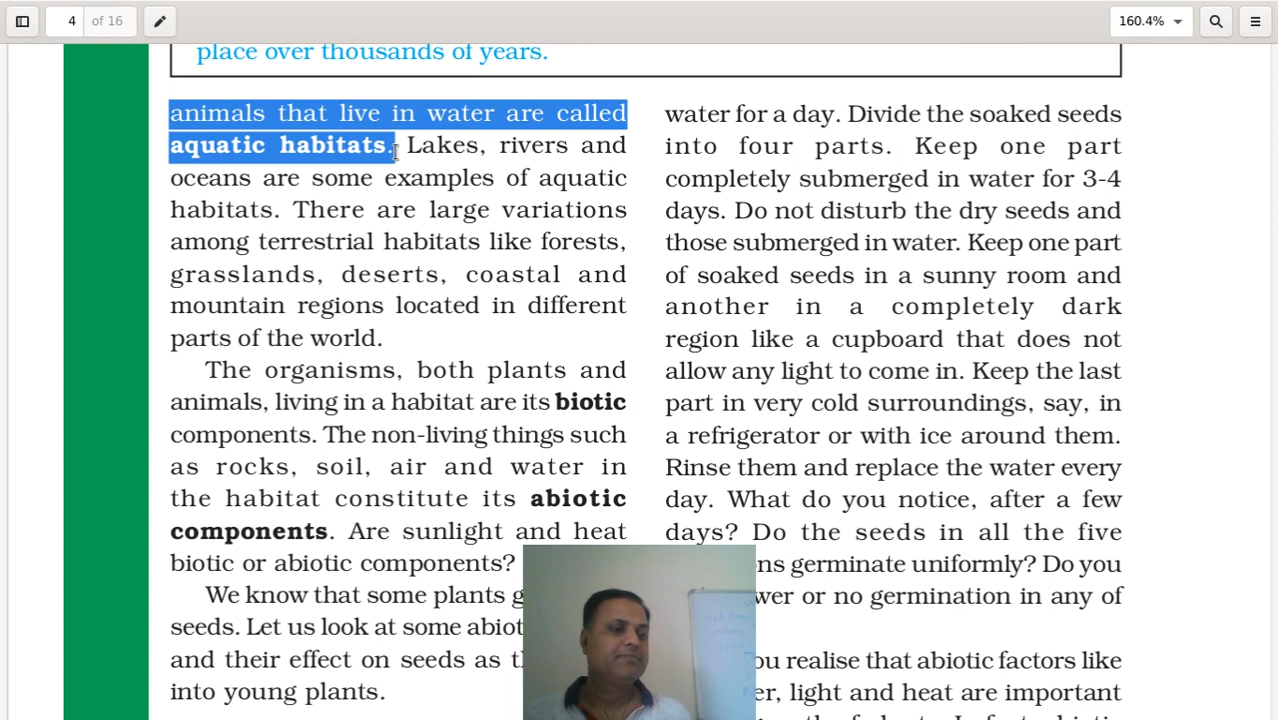 4 of 16
160.4%
place over thousands of years.
animals that live in water are called
aquatic habitats. Lakes, rivers and
oceans are some examples of aquatic
habitats. There are large variations
among terrestrial habitats like forests,
grasslands, deserts, coastal and
mountain regions located in different
parts of the world.
The organisms, both plants and
animals, living in a habitat are its biotic
components. The non-living things such
as rocks, soil, air and water in
the habitat constitute its abiotic
components. Are sunlight and heat
biotic or abiotic components?
We know that some plants
seeds. Let us look at some
and their effect on seeds as
into young plants.
water for a day. Divide the soaked seeds
into four parts. Keep one part
completely submerged in water for 3-4
days. Do not disturb the dry seeds and
those submerged in water. Keep one part
of soaked seeds in a sunny room and
another in a completely dark
region like a cupboard that does not
allow any light to come in. Keep the last
part in very cold surroundings, say, in
a refrigerator or with ice around them.
Rinse them and replace the water every
day. What do you notice, after a few
days? Do the seeds in all the five
germinate uniformly? Do you
or no germination in any of
realise that abiotic factors like
light and heat are important